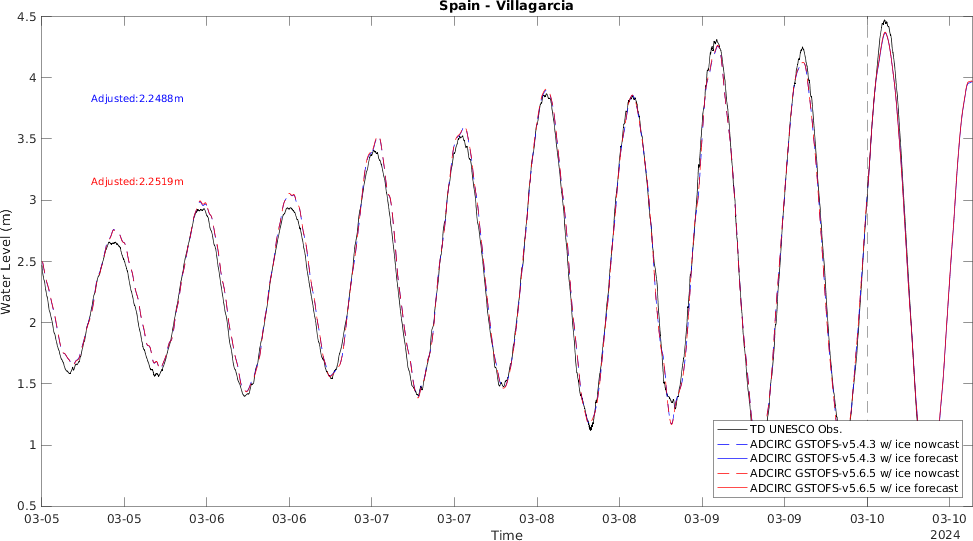 Spain - Villagarcia
4.5
4
3.5
3
2.5
2
1.5
1
0.5
Water Level (m)
Adjusted:2.2488m
Adjusted:2.2519m
TD UNESCO Obs.
ADCIRC GSTOFS-v5.4.3 w/ ice nowcast
ADCIRC GSTOFS-v5.4.3 w/ ice forecast
ADCIRC GSTOFS-v5.6.5 w/ ice nowcast
ADCIRC GSTOFS-v5.6.5 w/ ice forecast
03-05 03-05 03-06 03-06 03-07 03-07 03-08 03-08 03-09 03-09 03-10 03-10
Time
2024